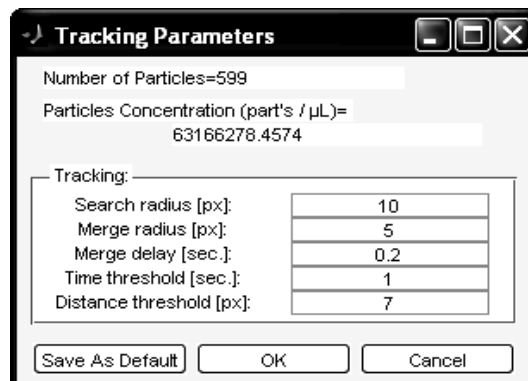 Tracking Parameters
Number of Particles=599
Particles Concentration (part's / µL)=
63166278.4574
Tracking:
Search radius [px]: 10
Merge radius [px]: 5
Merge delay [sec.]: 0.2
Time threshold [sec.]: 1
Distance threshold [px]: 7
Save As Default OK Cancel